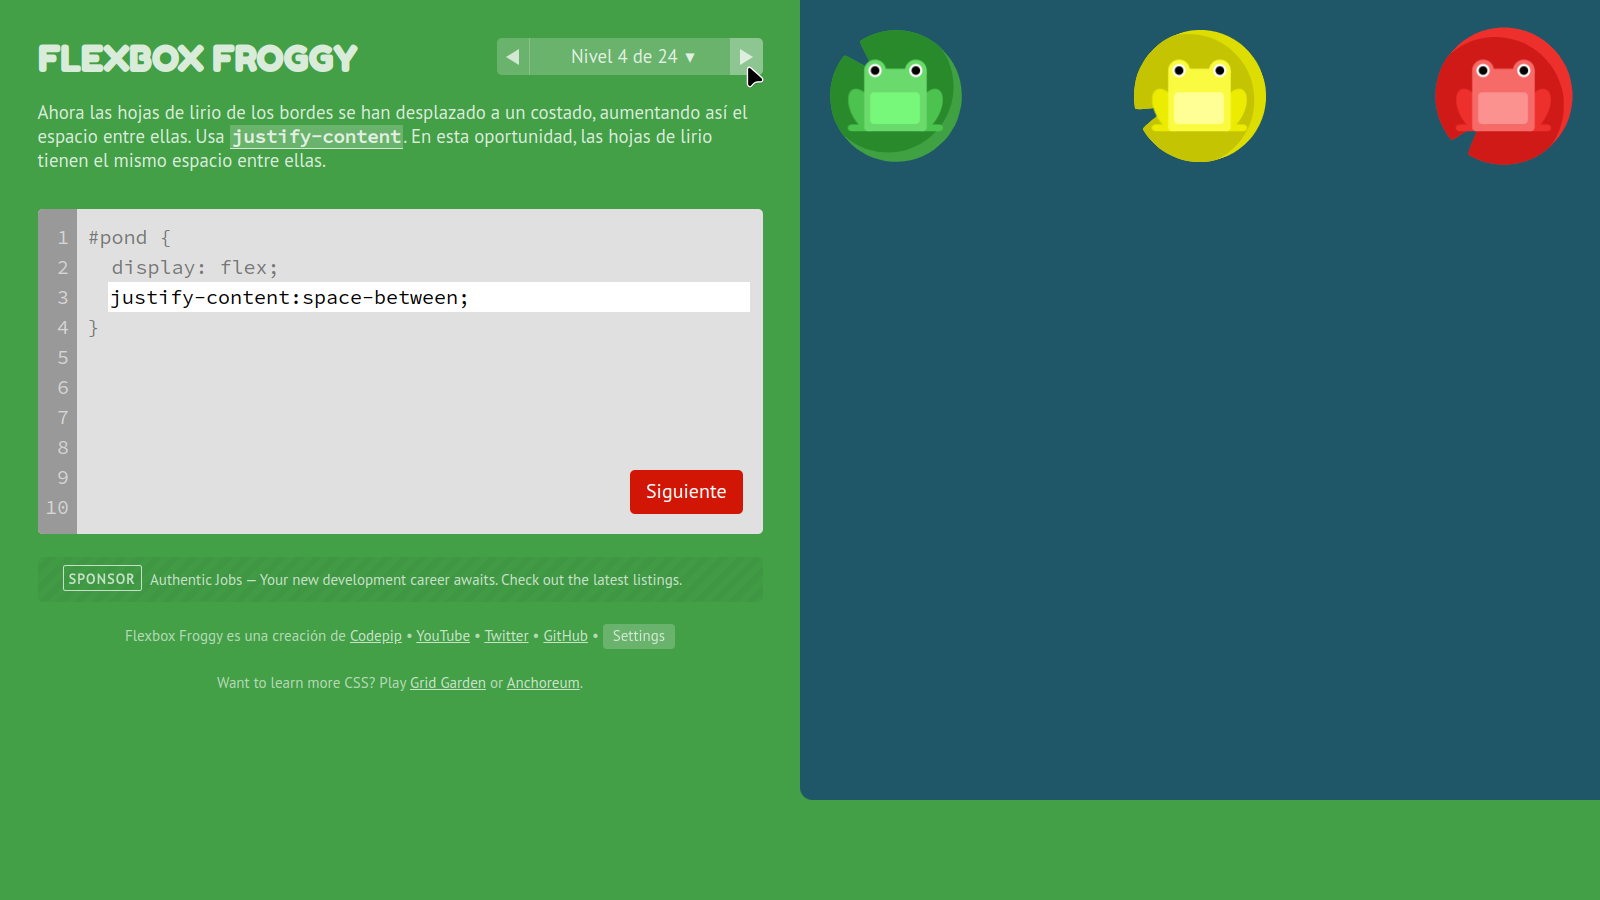 FLEXBOX FROGGY
Nivel 4 de 24 ▼
Ahora las hojas de lirio de los bordes se han desplazado a un costado, aumentando así el
espacio entre ellas. Usa justify-content. En esta oportunidad, las hojas de lirio
tienen el mismo espacio entre ellas.
1 #pond {
2 display: flex;
3 justify-content:space-between;
4 }
5
6
7
8
9
10
Siguiente
SPONSOR Authentic Jobs — Your new development career awaits. Check out the latest listings.
Flexbox Froggy es una creación de Codepip • YouTube • Twitter • GitHub • Settings
Want to learn more CSS? Play Grid Garden or Anchoreum.